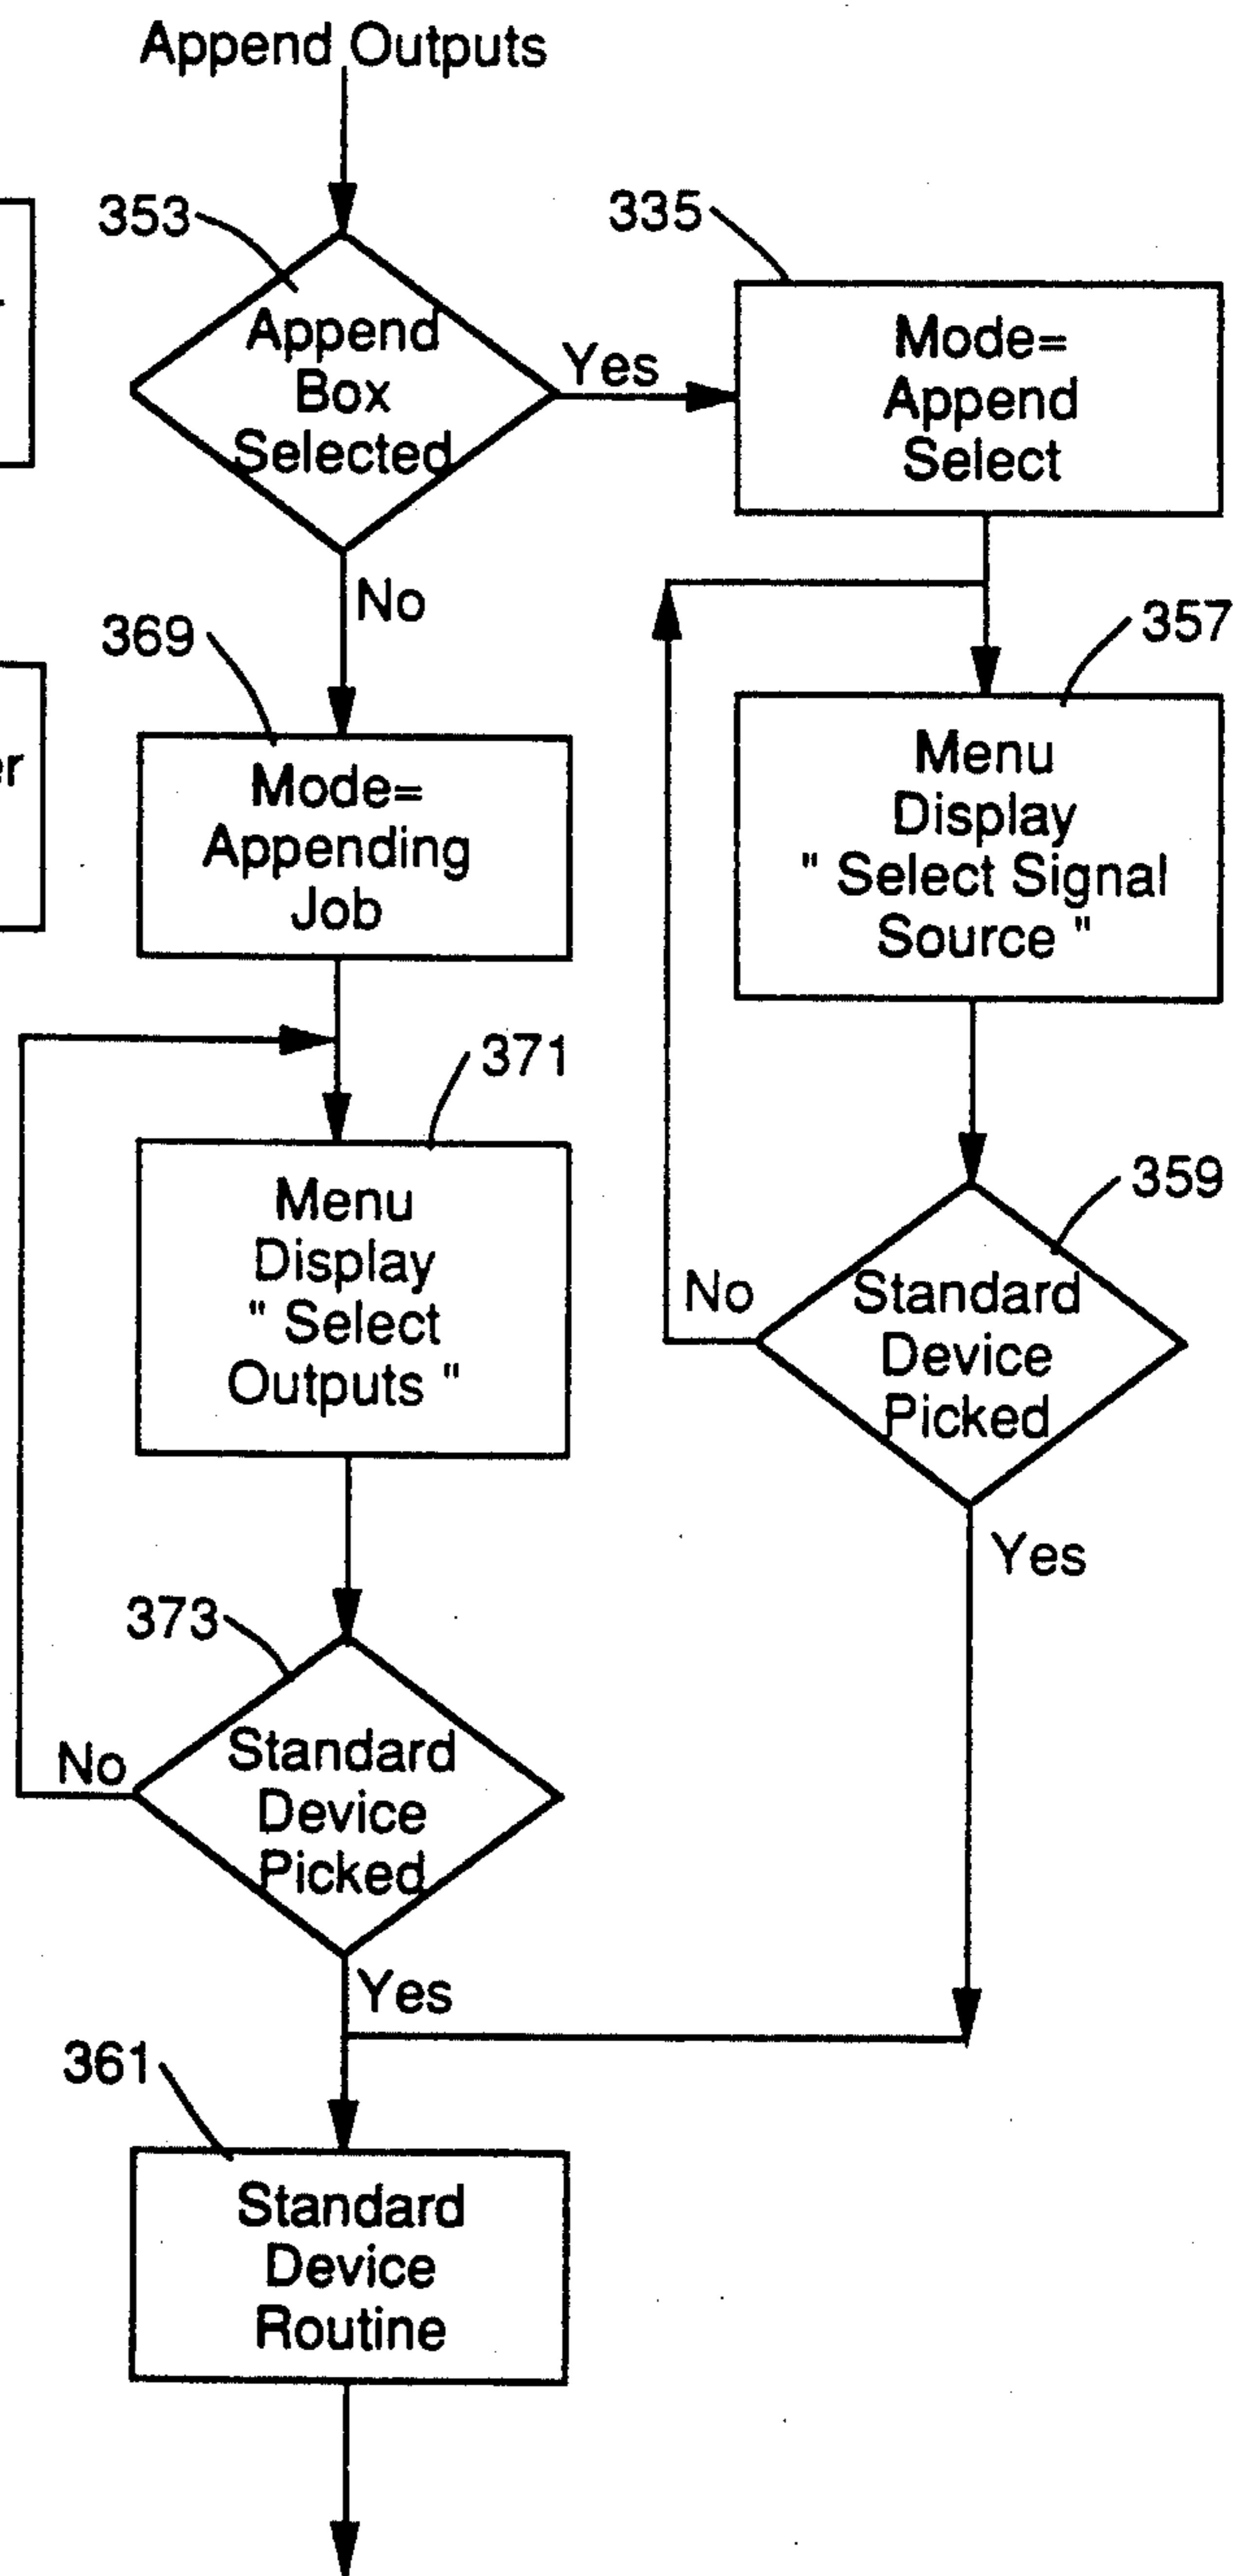 Append Outputs
353
Append
Box
Selected
Yes
No
335
Mode=
Append
Select
357
Menu
Display
" Select Signal
Source "
359
Standard
Device
Picked
No
Yes
369
Mode=
Appending
Job
371
Menu
Display
" Select
Outputs "
373
Standard
Device
Picked
No
Yes
361
Standard
Device
Routine
er